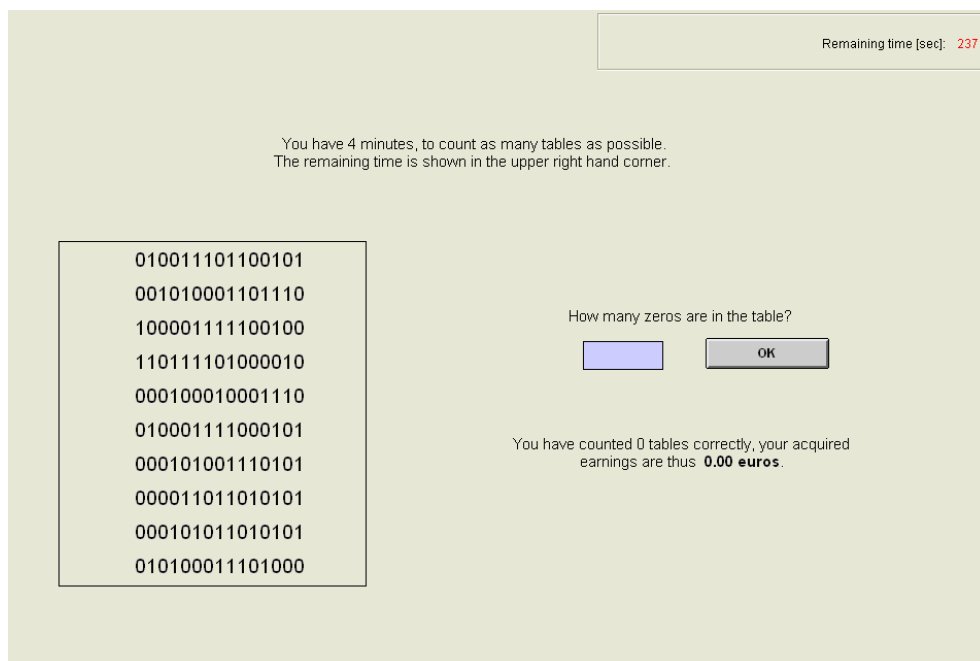 Remaining time [sec]: 237
You have 4 minutes, to count as many tables as possible.
The remaining time is shown in the upper right hand corner.
010011101100101
001010001101110
100001111100100
110111101000010
000100010001110
010001111000101
000101001110101
000011011010101
000101011010101
010100011101000
How many zeros are in the table?
OK
You have counted 0 tables correctly, your acquired
earnings are thus 0.00 euros.